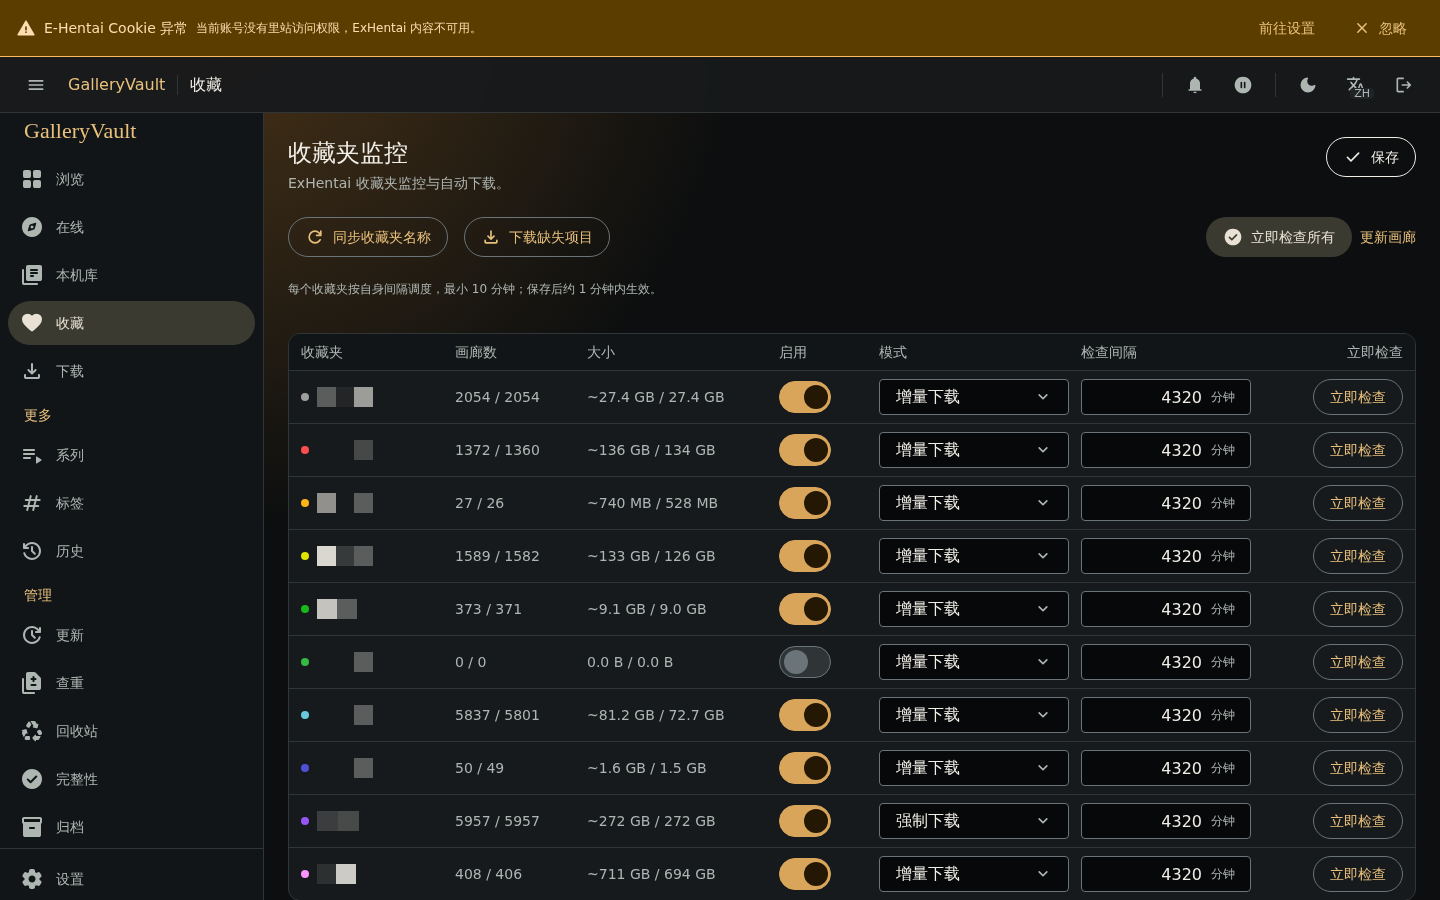 E-Hentai Cookie 异常 当前账号没有里站访问权限，ExHentai 内容不可用。 前往设置 忽略
GalleryVault 收藏 ZH
GalleryVault
浏览
在线
本机库
收藏
下载
更多
系列
标签
历史
管理
更新
查重
回收站
完整性
归档
设置
收藏夹监控 保存
ExHentai 收藏夹监控与自动下载。
同步收藏夹名称 下载缺失项目 立即检查所有 更新画廊
每个收藏夹按自身间隔调度，最小 10 分钟；保存后约 1 分钟内生效。
收藏夹 画廊数 大小 启用 模式 检查间隔 立即检查
2054 / 2054 ~27.4 GB / 27.4 GB 增量下载 4320 分钟 立即检查
1372 / 1360 ~136 GB / 134 GB 增量下载 4320 分钟 立即检查
27 / 26 ~740 MB / 528 MB 增量下载 4320 分钟 立即检查
1589 / 1582 ~133 GB / 126 GB 增量下载 4320 分钟 立即检查
373 / 371 ~9.1 GB / 9.0 GB 增量下载 4320 分钟 立即检查
0 / 0 0.0 B / 0.0 B 增量下载 4320 分钟 立即检查
5837 / 5801 ~81.2 GB / 72.7 GB 增量下载 4320 分钟 立即检查
50 / 49 ~1.6 GB / 1.5 GB 增量下载 4320 分钟 立即检查
5957 / 5957 ~272 GB / 272 GB 强制下载 4320 分钟 立即检查
408 / 406 ~711 GB / 694 GB 增量下载 4320 分钟 立即检查